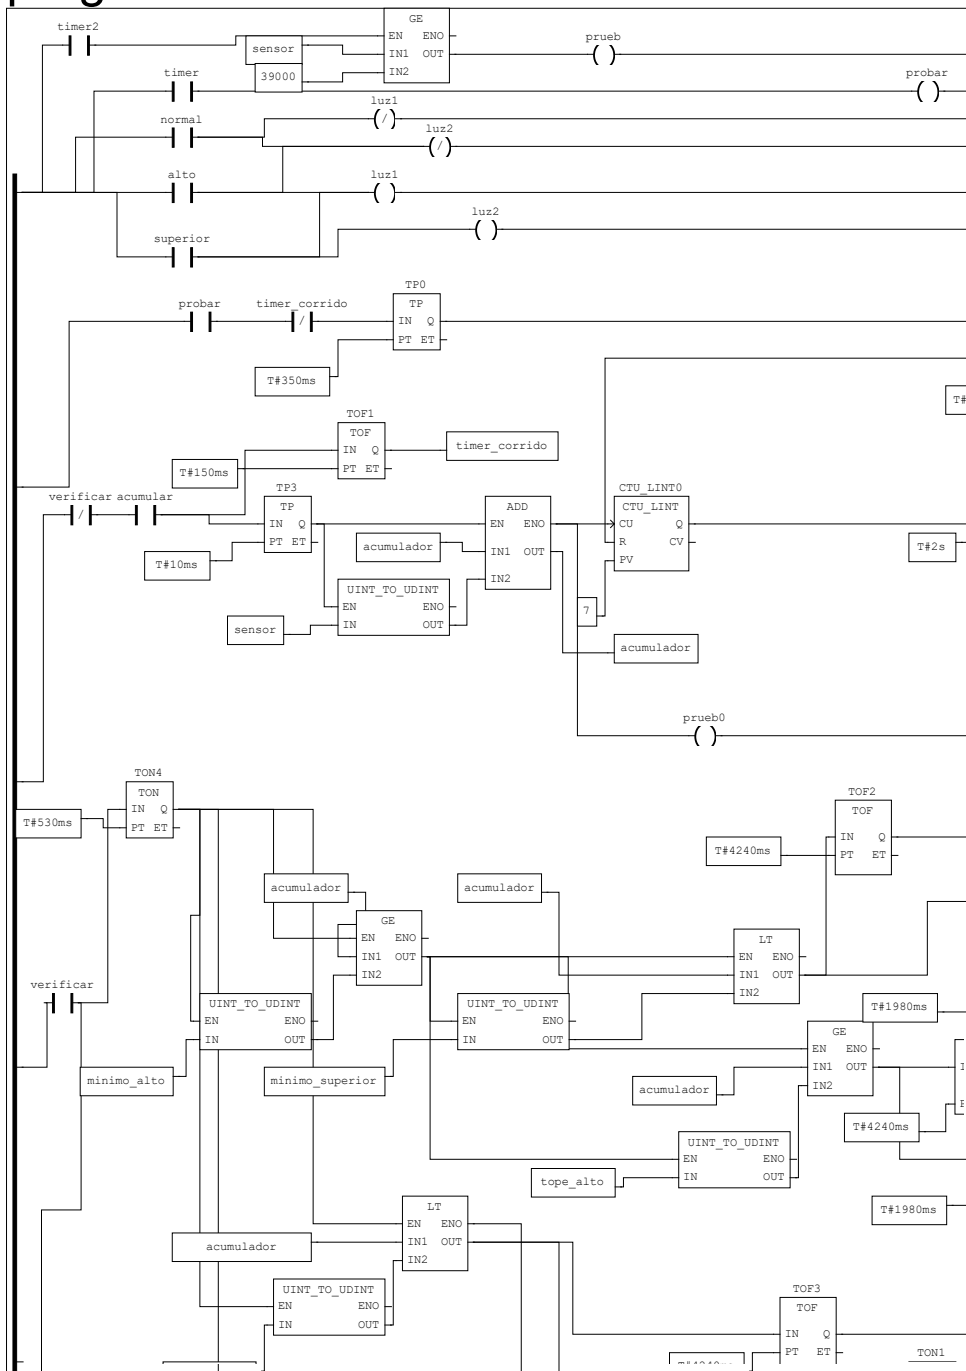 timer2
GE
EN ENO
sensor
IN1 OUT
prueb
39000
IN2
timer
probar
luz1
normal
/
luz2
/
alto
luz1
superior
luz2
TP0
probar
timer_corrido
TP
/
IN Q
PT ET
T#350ms
T#
TOF1
TOF
IN Q
timer_corrido
T#150ms
PT ET
verificar acumular
TP3
CTU_LINT0
/
TP
ADD
CTU_LINT
IN Q
EN ENO
CU Q
PT ET
acumulador
IN1 OUT
R CV
T#2s
T#10ms
PV
UINT_TO_UDINT
IN2
EN ENO
7
sensor
IN OUT
acumulador
prueb0
TON4
TON
TOF2
IN Q
TOF
T#530ms
PT ET
IN Q
T#4240ms
PT ET
acumulador
acumulador
GE
EN ENO
LT
IN1 OUT
EN ENO
IN2
IN1 OUT
verificar
IN2
UINT_TO_UDINT
UINT_TO_UDINT
T#1980ms
EN ENO
EN ENO
GE
IN OUT
IN OUT
EN ENO
minimo_alto
minimo_superior
IN1 OUT
acumulador
IN2
T#4240ms
UINT_TO_UDINT
EN ENO
tope_alto
IN OUT
LT
T#1980ms
EN ENO
acumulador
IN1 OUT
IN2
UINT_TO_UDINT
TOF3
EN ENO
TOF
IN OUT
IN Q
PT ET
TON1